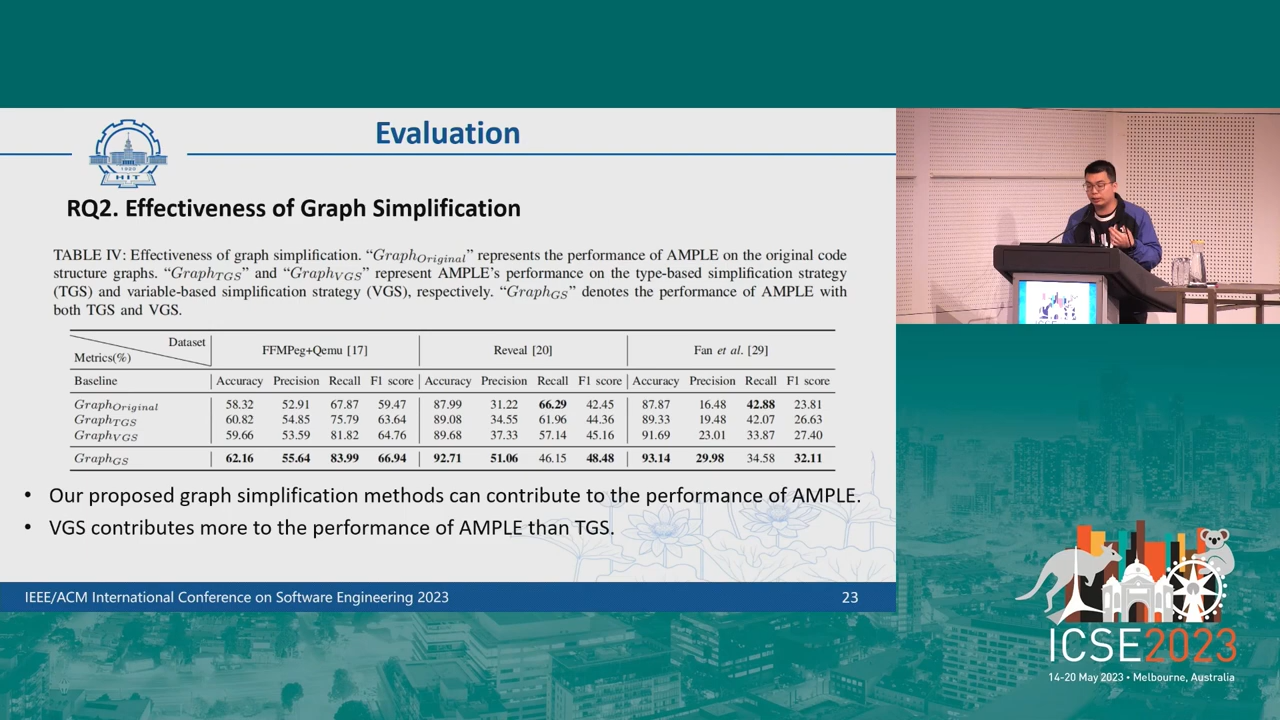 Evaluation
1920
HIT
RQ2. Effectiveness of Graph Simplification
TABLE IV: Effectiveness of graph simplification. “GraphOriginal” represents the performance of AMPLE on the original code
structure graphs. “GraphTGS” and “GraphVGS” represent AMPLE’s performance on the type-based simplification strategy
(TGS) and variable-based simplification strategy (VGS), respectively. “GraphGS” denotes the performance of AMPLE with
both TGS and VGS.
Dataset
Metrics(%)
FFMPeg+Qemu [17] Reveal [20] Fan et al. [29]
Baseline Accuracy Precision Recall F1 score Accuracy Precision Recall F1 score Accuracy Precision Recall F1 score
GraphOriginal 58.32 52.91 67.87 59.47 87.99 31.22 66.29 42.45 87.87 16.48 42.88 23.81
GraphTGS 60.82 54.85 75.79 63.64 89.08 34.55 61.96 44.36 89.33 19.48 42.07 26.63
GraphVGS 59.66 53.59 81.82 64.76 89.68 37.33 57.14 45.16 91.69 23.01 33.87 27.40
GraphGS 62.16 55.64 83.99 66.94 92.71 51.06 46.15 48.48 93.14 29.98 34.58 32.11
• Our proposed graph simplification methods can contribute to the performance of AMPLE.
• VGS contributes more to the performance of AMPLE than TGS.
IEEE/ACM International Conference on Software Engineering 2023 23
ICSE
ICSE2023
14-20 May 2023 • Melbourne, Australia